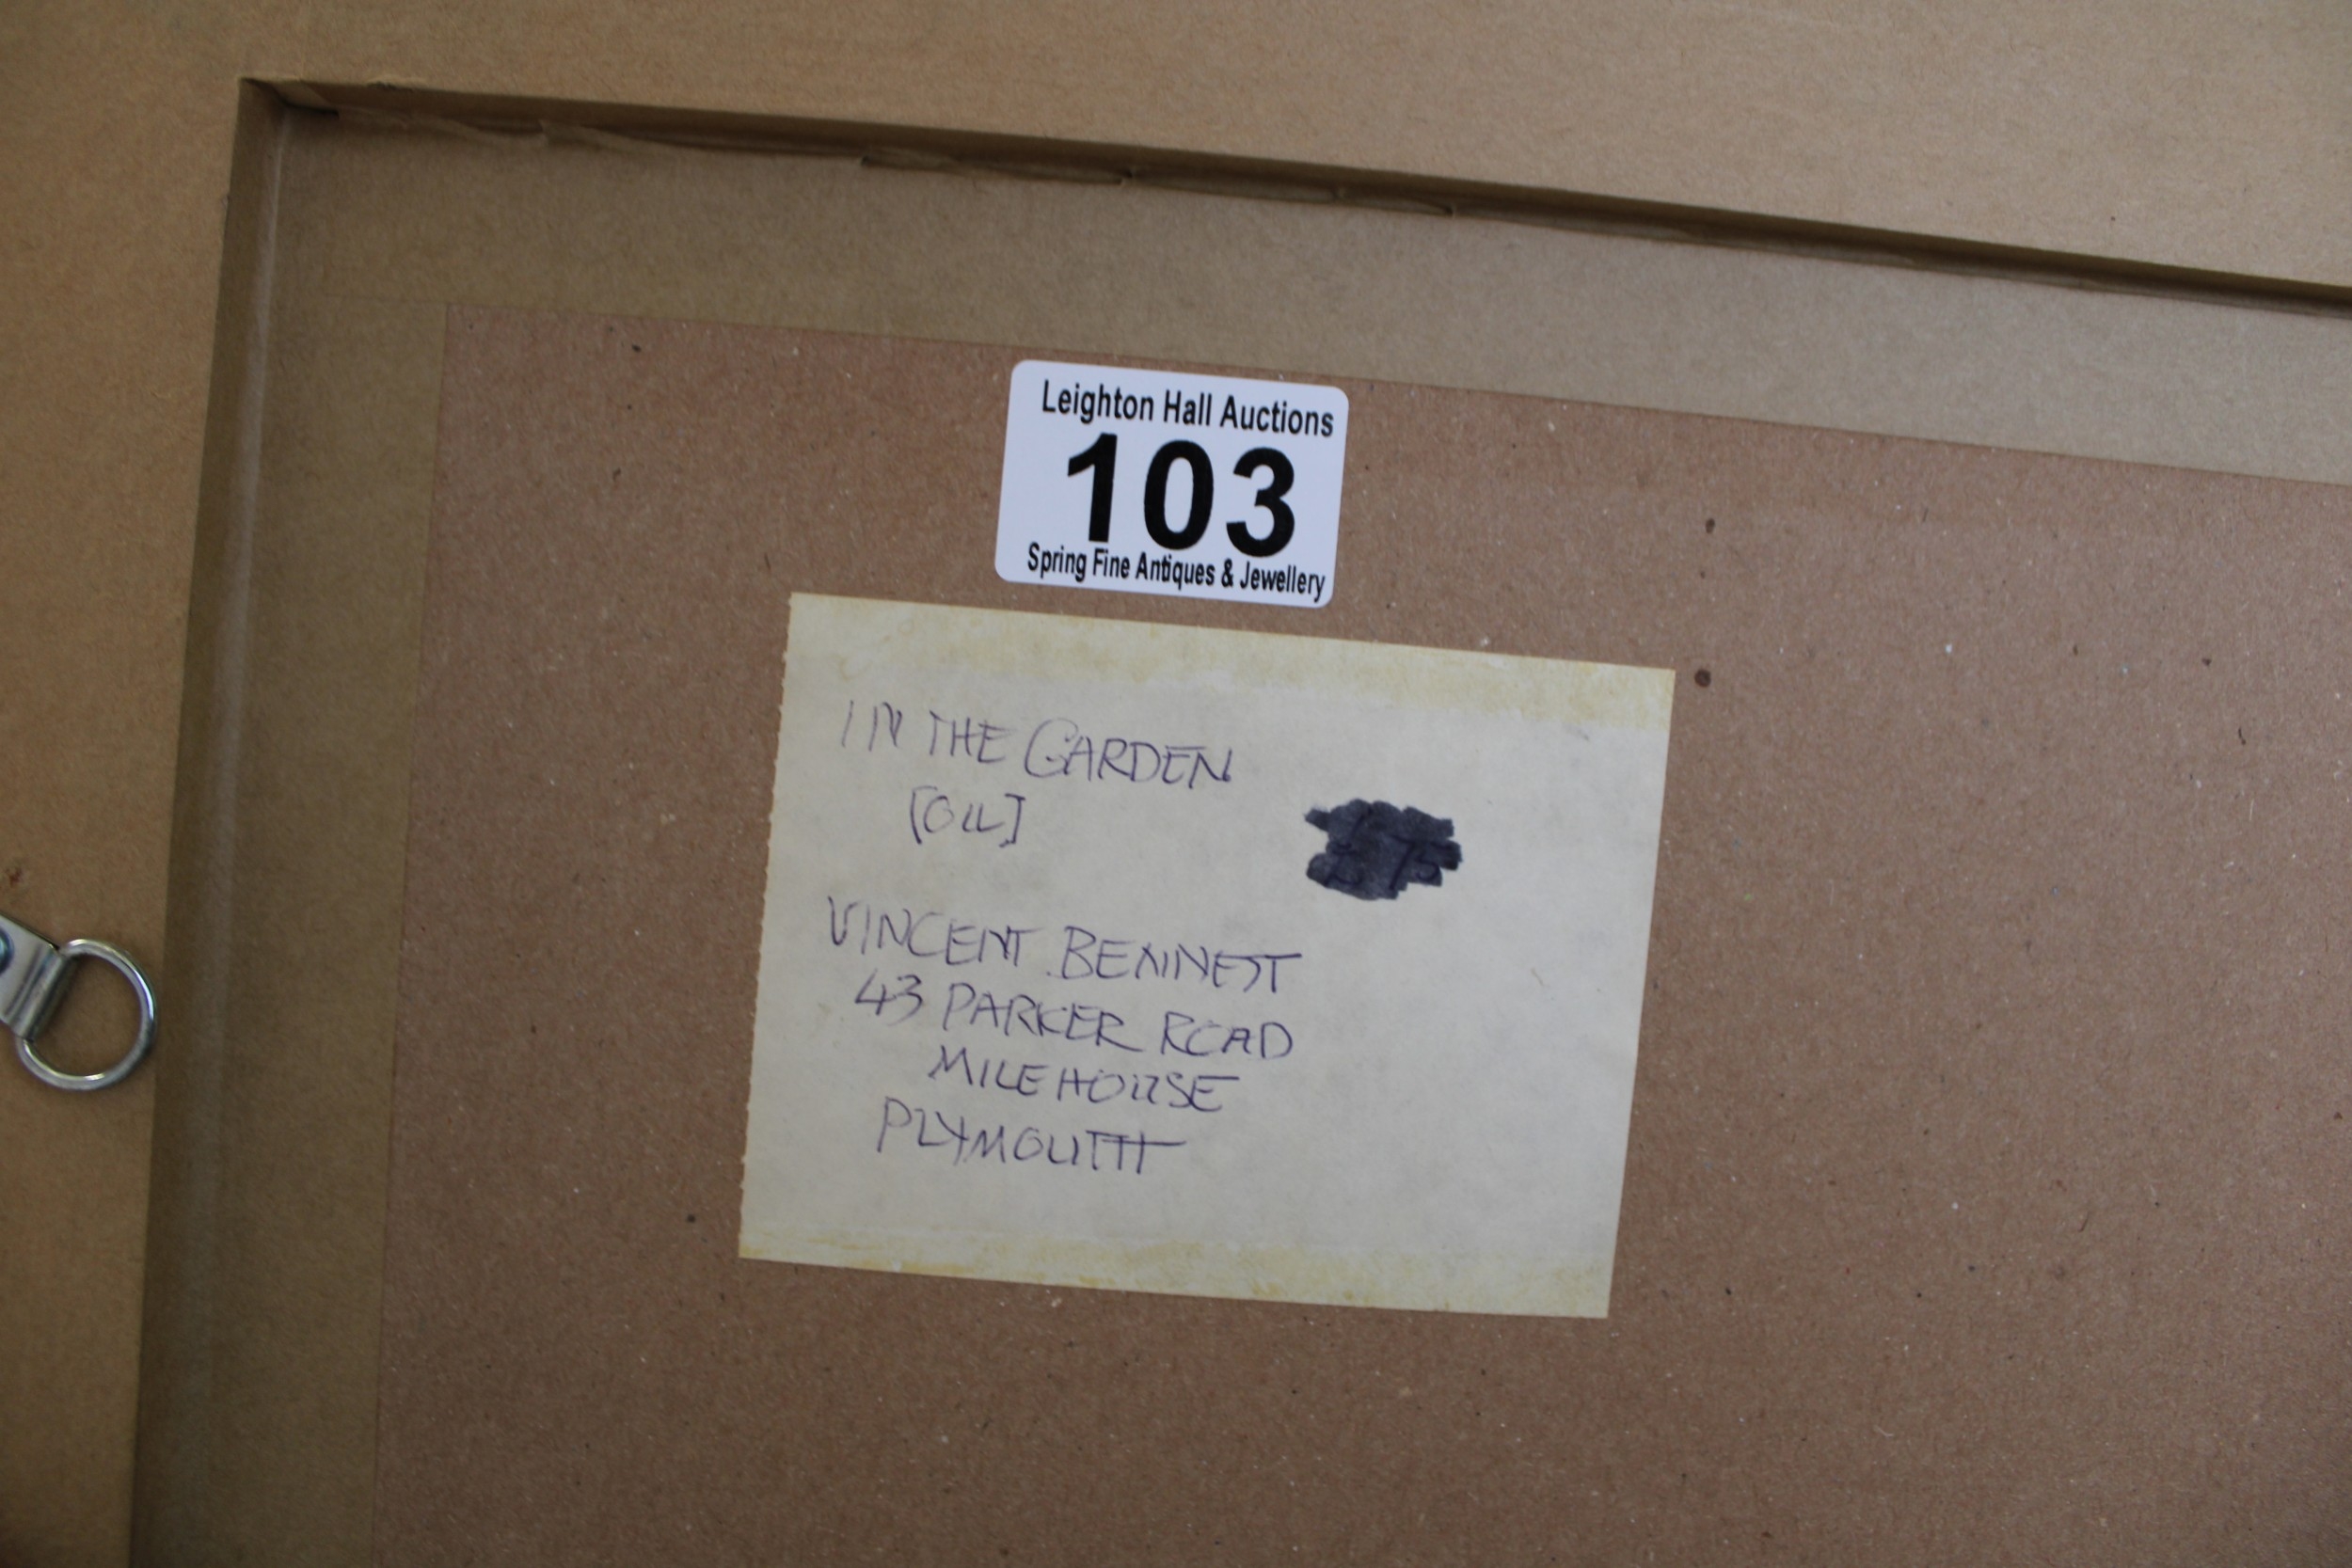 Leighton Hall Auctions
103
Spring Fine Antiques & Jewellery
IN THE GARDEN
[OIL]
VINCENT BENNEST
43 PARKER ROAD
MILEHOUSE
PLYMOUTH